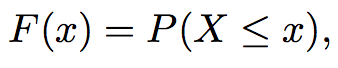 F(x) = P(X ≤ x),